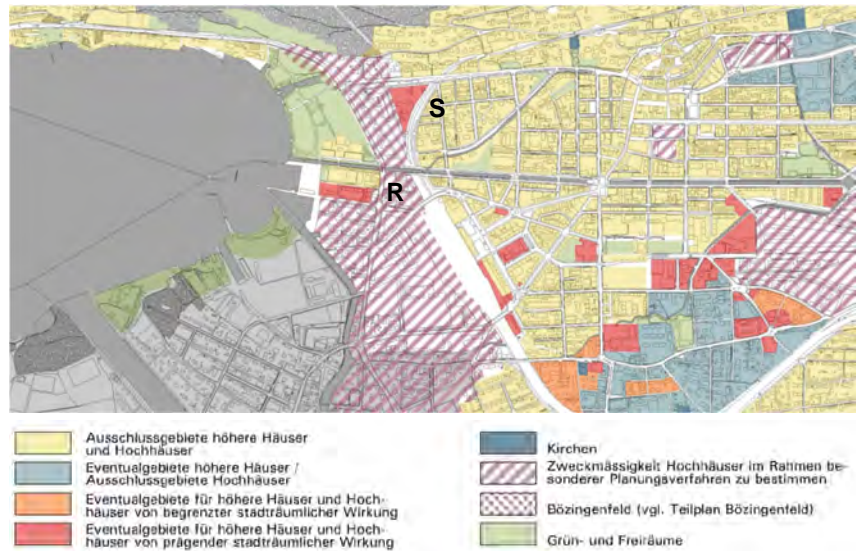 S
R
Ausschlussgebiete höhere Häuser
und Hochhäuser
Eventualgebiete höhere Häuser /
Ausschlussgebiete Hochhäuser
Eventualgebiete für höhere Häuser und Hoch-
häuser von begrenzter stadträumlicher Wirkung
Eventualgebiete für höhere Häuser und Hoch-
häuser von prägender stadträumlicher Wirkung
Kirchen
Zweckmässigkeit Hochhäuser im Rahmen be-
sonderer Planungsverfahren zu bestimmen
Bözingenfeld (vgl. Teilplan Bözingenfeld)
Grün- und Freiräume